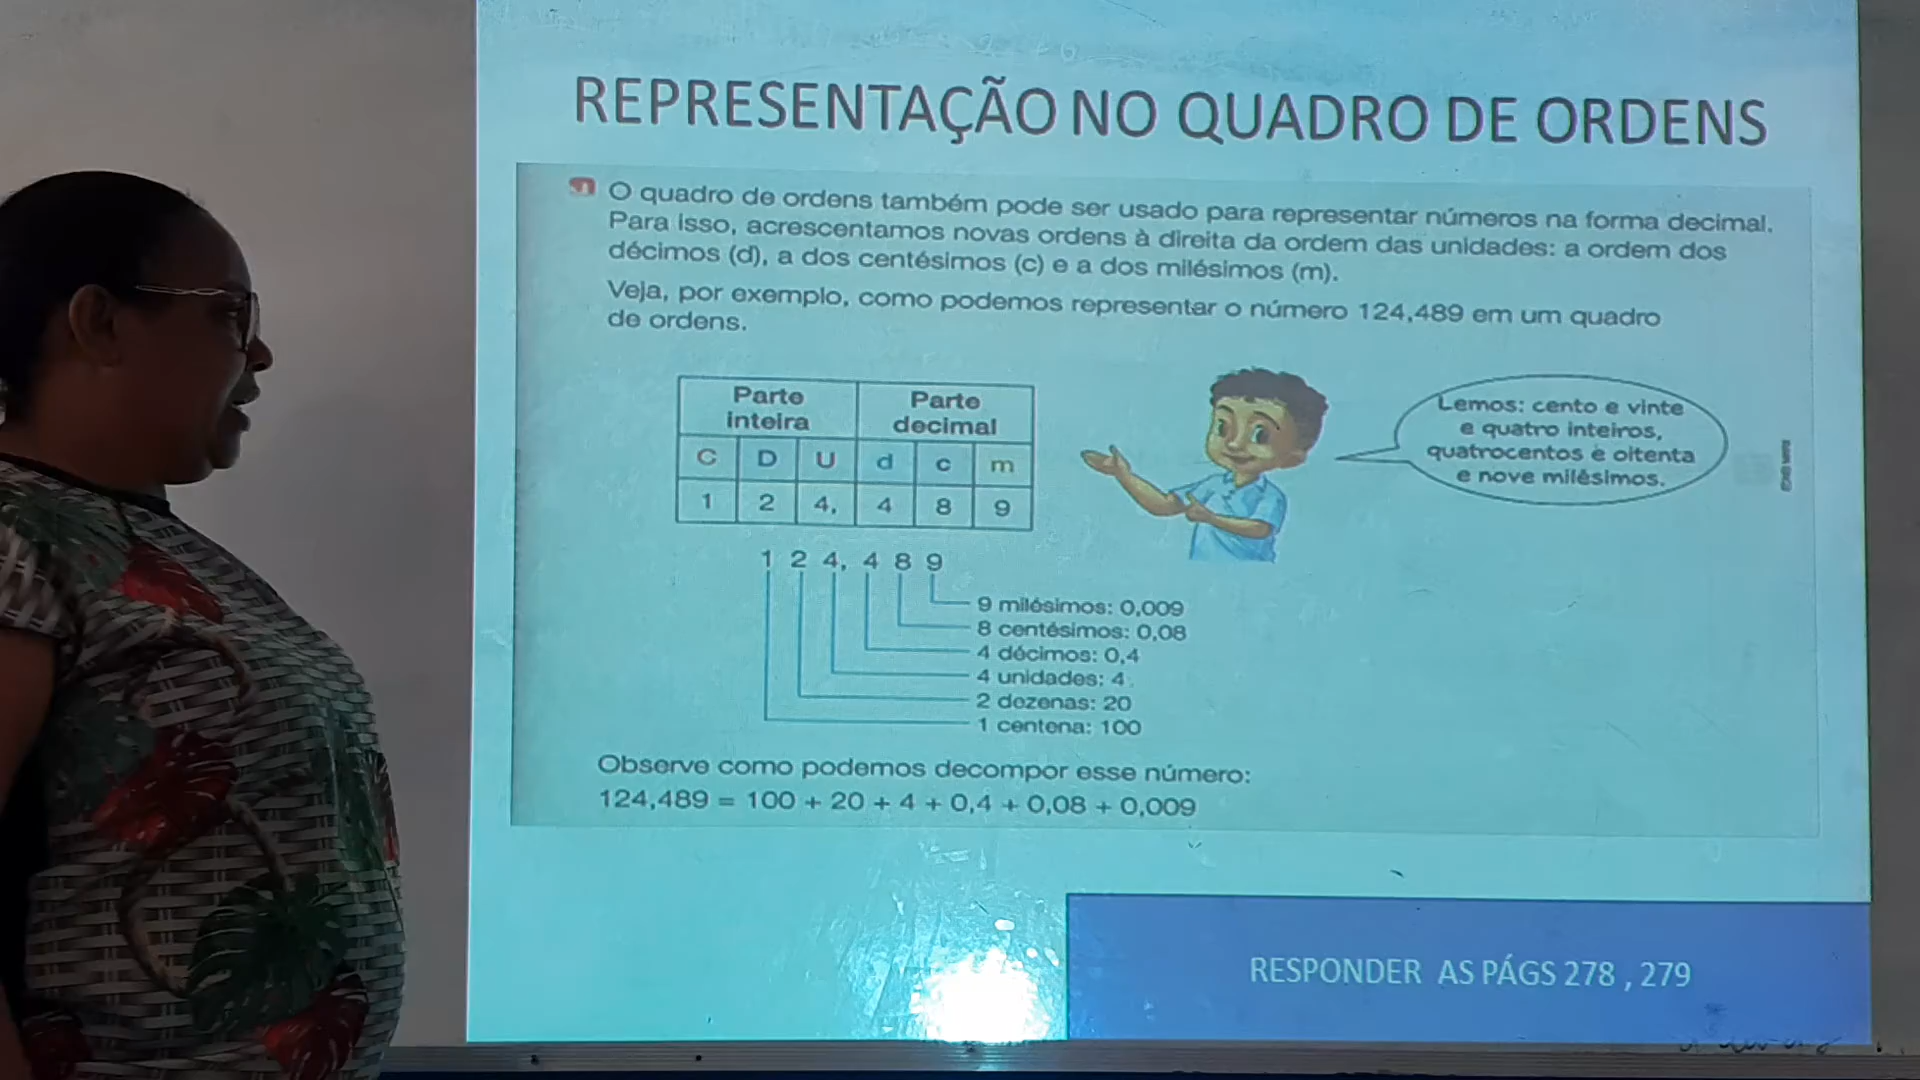 REPRESENTAÇÃO NO QUADRO DE ORDENS
O quadro de ordens também pode ser usado para representar números na forma decimal.
Para isso, acrescentamos novas ordens à direita da ordem das unidades: a ordem dos
décimos (d), a dos centésimos (c) e a dos milésimos (m).
Veja, por exemplo, como podemos representar o número 124,489 em um quadro
de ordens.
Parte inteira Parte decimal
C D U d c m
1 2 4, 4 8 9
Lemos: cento e vinte
e quatro inteiros,
quatrocentos e oitenta
e nove milésimos.
1 2 4, 4 8 9
9 milésimos: 0,009
8 centésimos: 0,08
4 décimos: 0,4
4 unidades: 4
2 dezenas: 20
1 centena: 100
Observe como podemos decompor esse número:
124,489 = 100 + 20 + 4 + 0,4 + 0,08 + 0,009
RESPONDER AS PÁGS 278 , 279